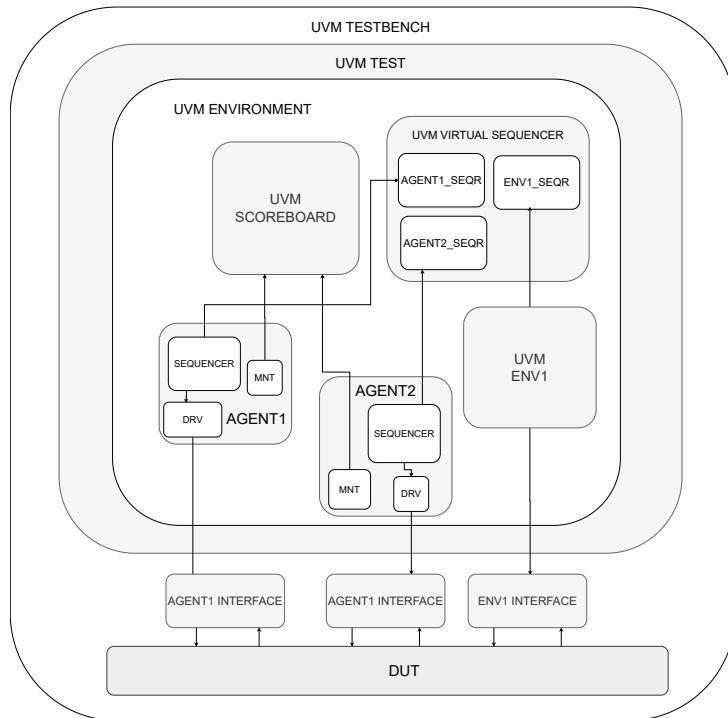 UVM TESTBENCH
UVM TEST
UVM ENVIRONMENT
UVM VIRTUAL SEQUENCER
AGENT1_SEQR
ENV1_SEQR
AGENT2_SEQR
UVM
SCOREBOARD
SEQUENCER
MNT
DRV
AGENT1
AGENT2
SEQUENCER
MNT
DRV
UVM
ENV1
AGENT1 INTERFACE
AGENT1 INTERFACE
ENV1 INTERFACE
DUT